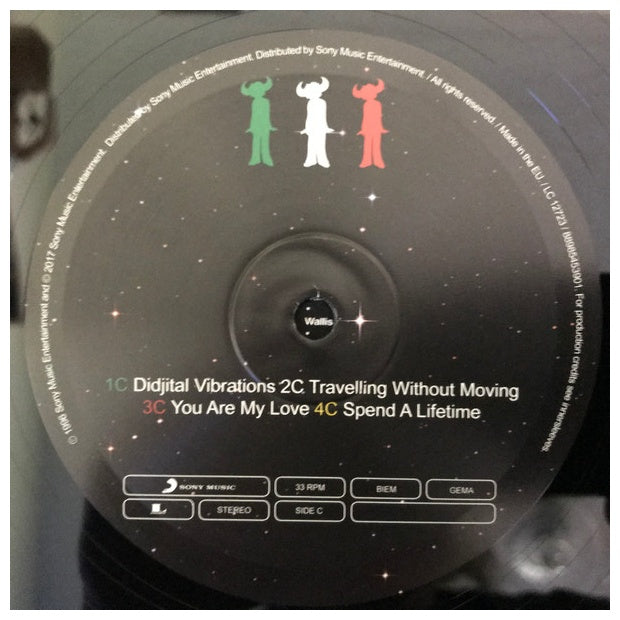 © 1996 Sony Music Entertainment and © 2017 Sony Music Entertainment. Distributed by Sony Music Entertainment. Distributed by Sony Music Entertainment. / All rights reserved. / Made in the EU. / LC 12723 / 88985453901. For production credits see innersleeves.
Wallis
1C Didjital Vibrations 2C Travelling Without Moving
3C You Are My Love 4C Spend A Lifetime
SONY MUSIC
33 RPM
BIEM
GEMA
STEREO
SIDE C